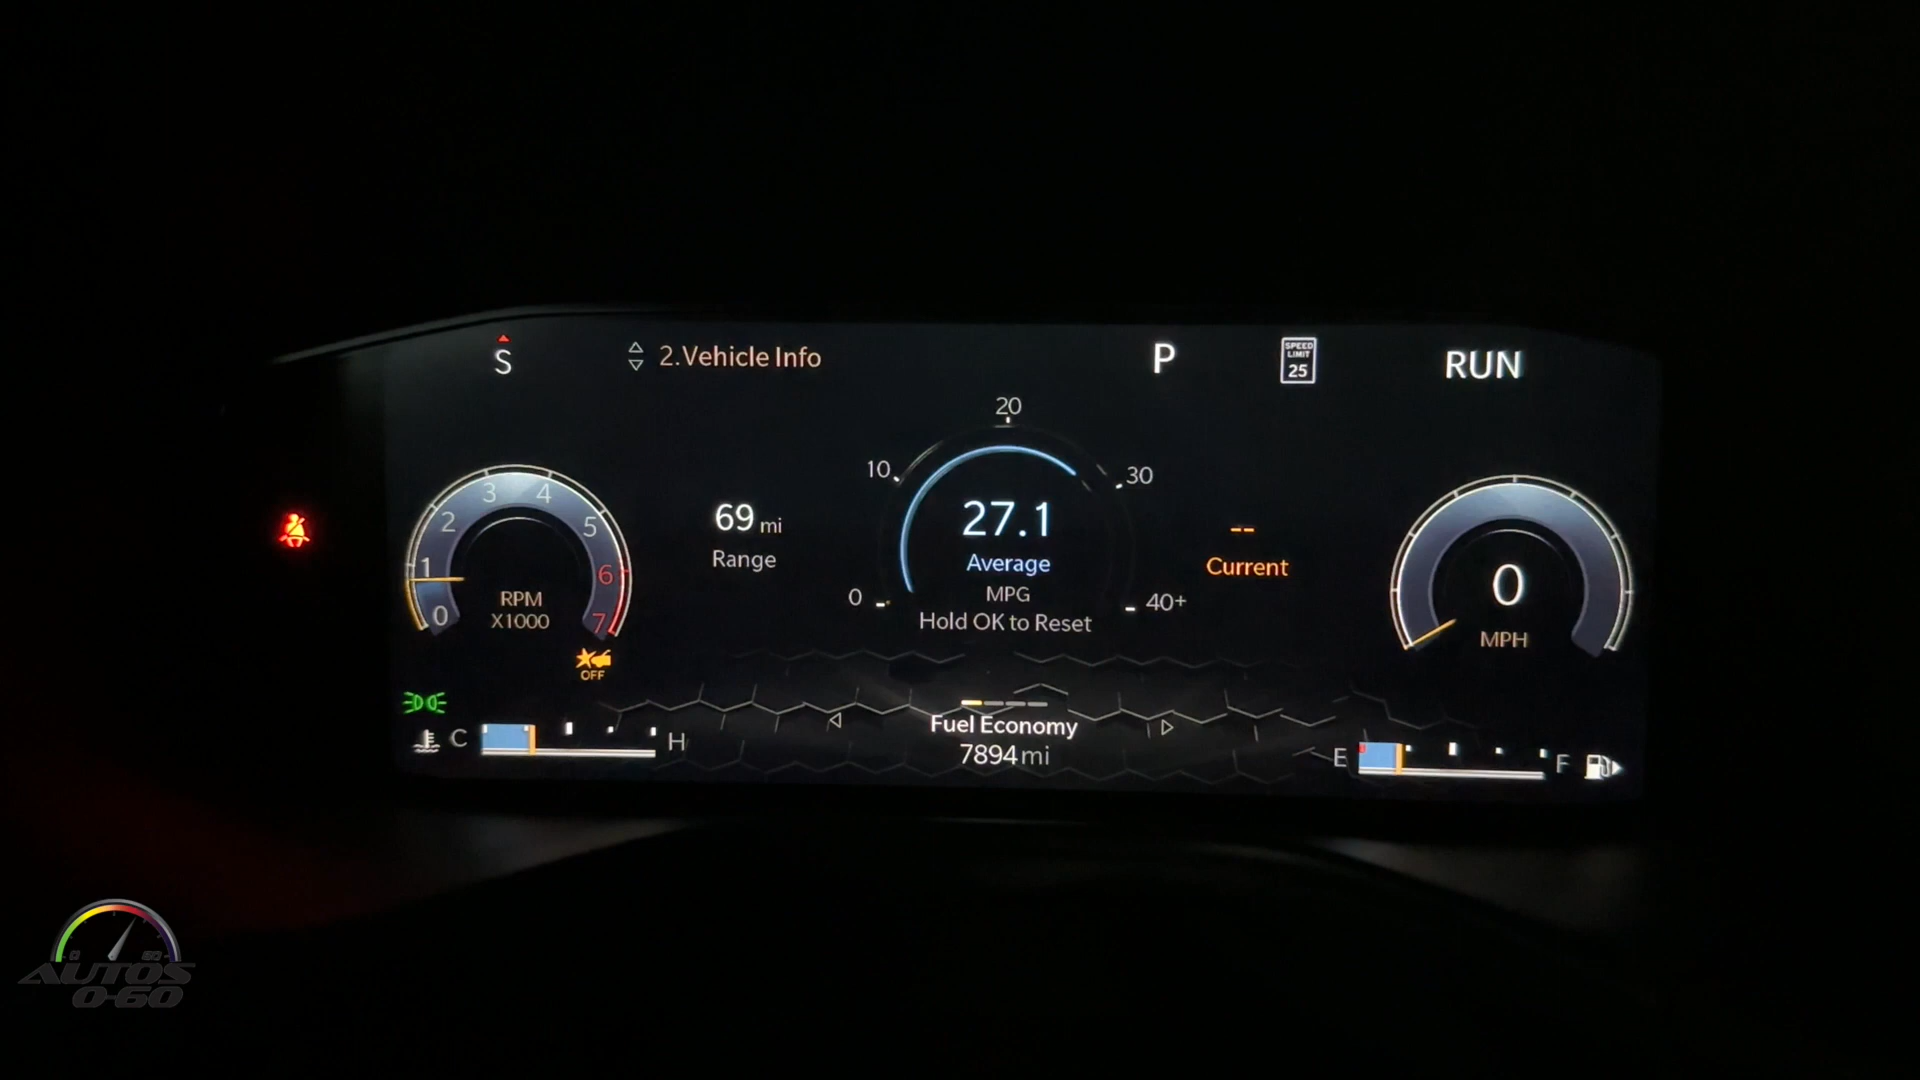 S
2.Vehicle Info
P
SPEED
LIMIT
25
RUN
0
1
2
3
4
5
6
7
RPM
X1000
OFF
69 mi
Range
0
10
20
30
40+
27.1
Average
MPG
Hold OK to Reset
--
Current
0
MPH
C
H
Fuel Economy
7894 mi
E
F
AUTOS
0-60